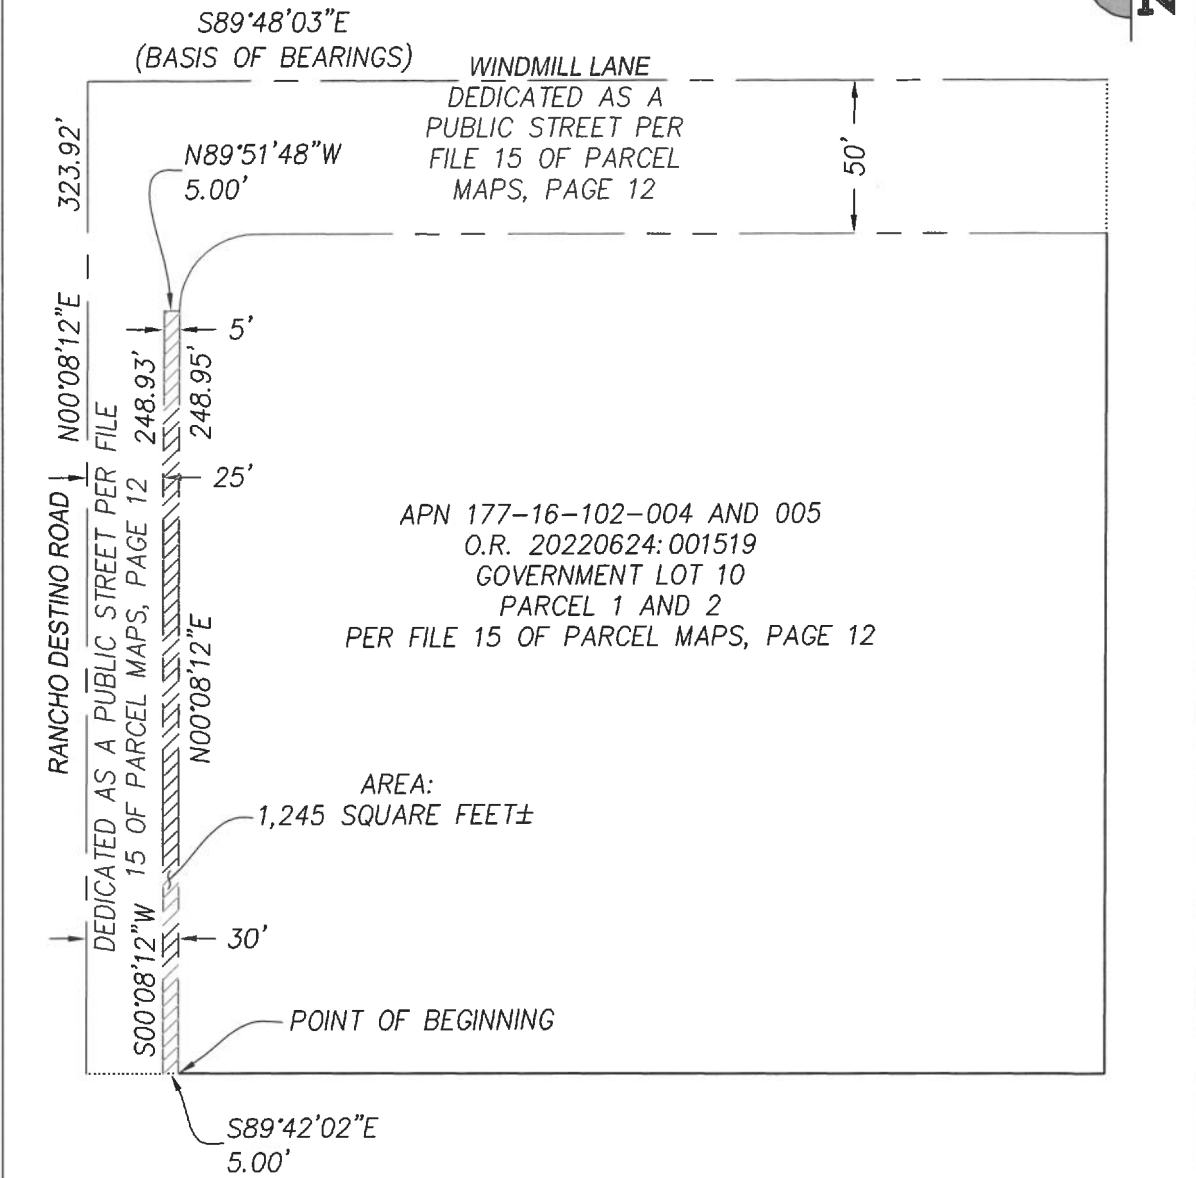 S89°48'03"E
(BASIS OF BEARINGS)
WINDMILL LANE
DEDICATED AS A
PUBLIC STREET PER
FILE 15 OF PARCEL
MAPS, PAGE 12
50'
323.92'
N89°51'48"W
5.00'
N00°08'12"E
5'
248.93'
248.95'
25'
RANCHO DESTINO ROAD
DEDICATED AS A PUBLIC STREET PER FILE
15 OF PARCEL MAPS, PAGE 12
S00°08'12"W
N00°08'12"E
APN 177-16-102-004 AND 005
O.R. 20220624:001519
GOVERNMENT LOT 10
PARCEL 1 AND 2
PER FILE 15 OF PARCEL MAPS, PAGE 12
AREA:
1,245 SQUARE FEET±
30'
POINT OF BEGINNING
S89°42'02"E
5.00'